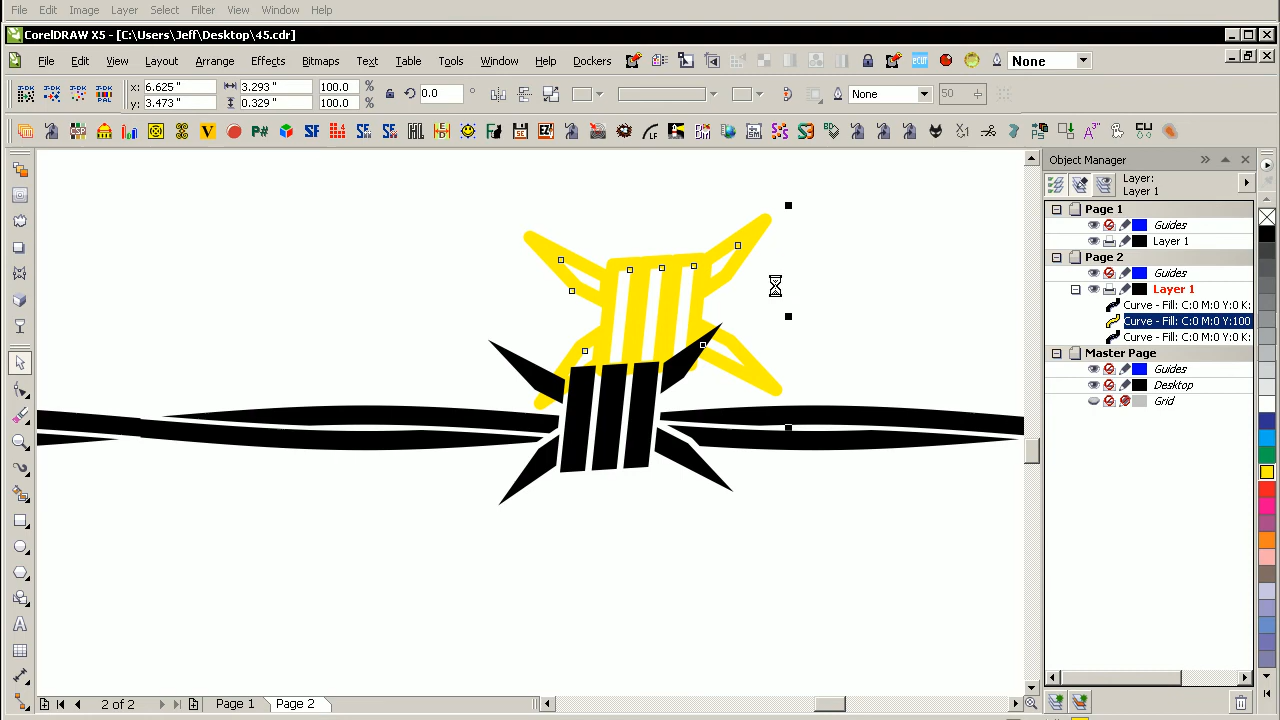 File Edit Image Layer Select Filter View Window Help
CorelDRAW X5 - [C:\Users\Jeff\Desktop\45.cdr]
File Edit View Layout Arrange Effects Bitmaps Text Table Tools Window Help Dockers None
x: 6.625 " 3.293 " 100.0 % 0.0 ° None 50
y: 3.473 " 0.329 " 100.0 %
Object Manager
Layer:
Layer 1
Page 1
Guides
Layer 1
Page 2
Guides
Layer 1
Curve - Fill: C:0 M:0 Y:0 K:
Curve - Fill: C:0 M:0 Y:100
Curve - Fill: C:0 M:0 Y:0 K:
Master Page
Guides
Desktop
Grid
2 of 2 Page 1 Page 2